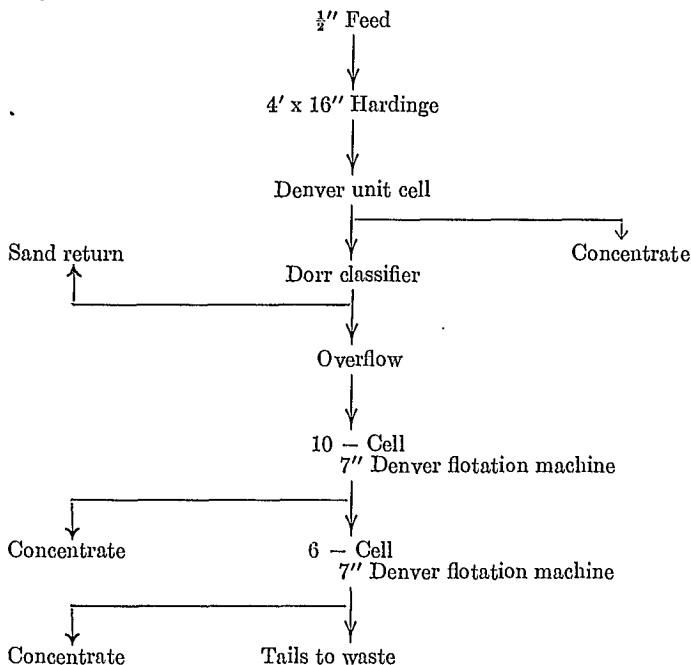 ½" Feed
4' x 16" Hardinge
Denver unit cell
Sand return
Concentrate
Dorr classifier
Overflow
10 — Cell
7" Denver flotation machine
Concentrate
6 — Cell
7" Denver flotation machine
Concentrate
Tails to waste